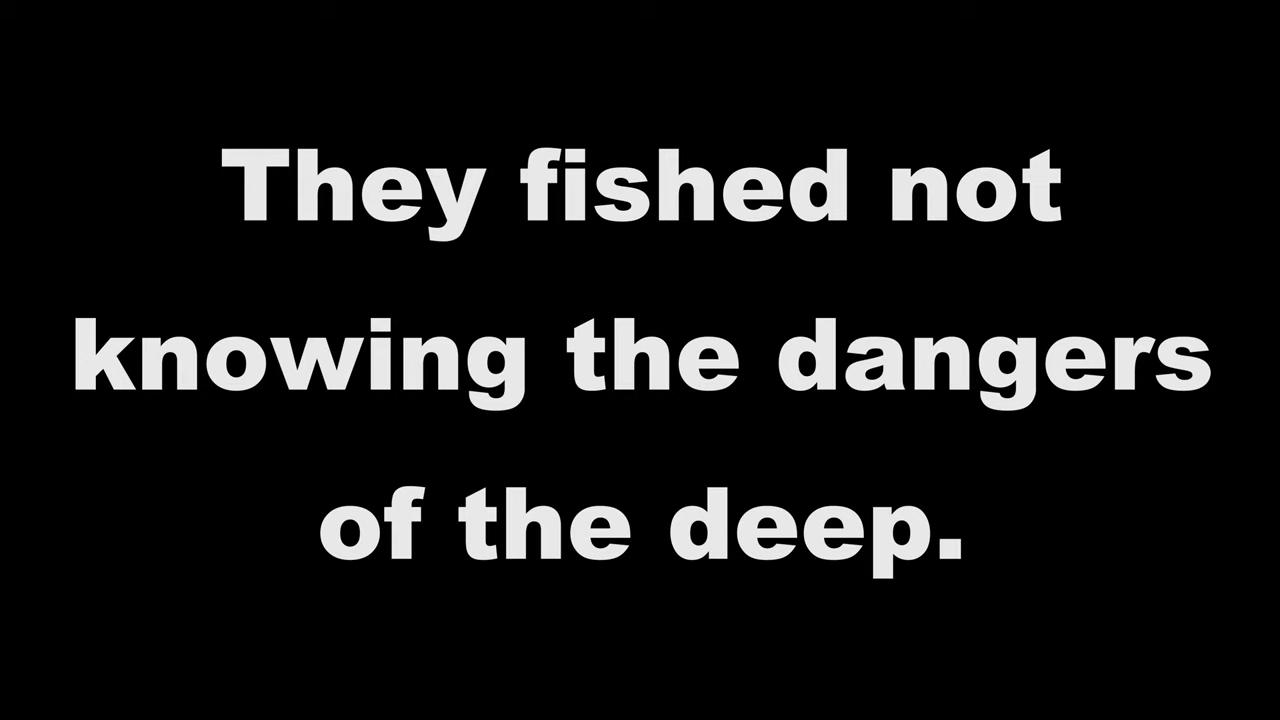 They fished not
knowing the dangers
of the deep.